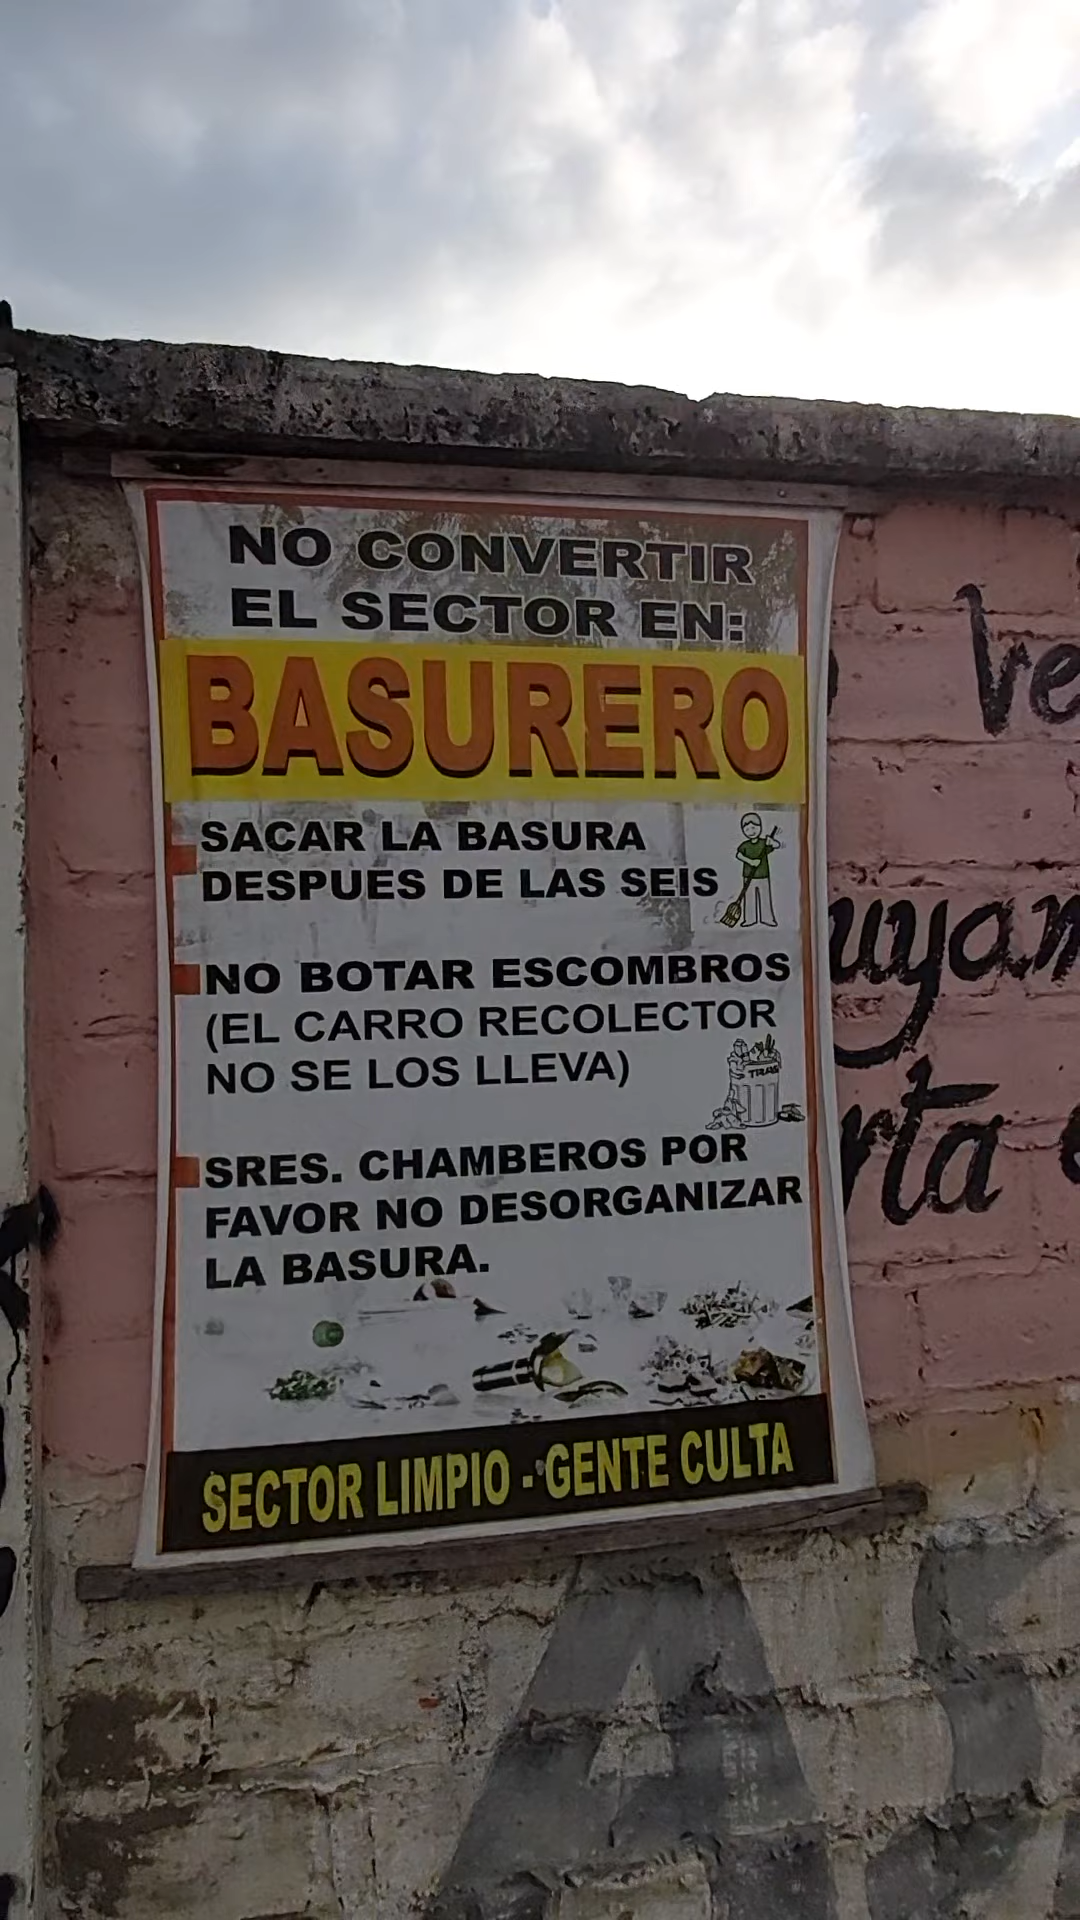 NO CONVERTIR
EL SECTOR EN:
BASURERO
SACAR LA BASURA
DESPUES DE LAS SEIS
NO BOTAR ESCOMBROS
(EL CARRO RECOLECTOR
NO SE LOS LLEVA)
TRAS
SRES. CHAMBEROS POR
FAVOR NO DESORGANIZAR
LA BASURA.
SECTOR LIMPIO - GENTE CULTA